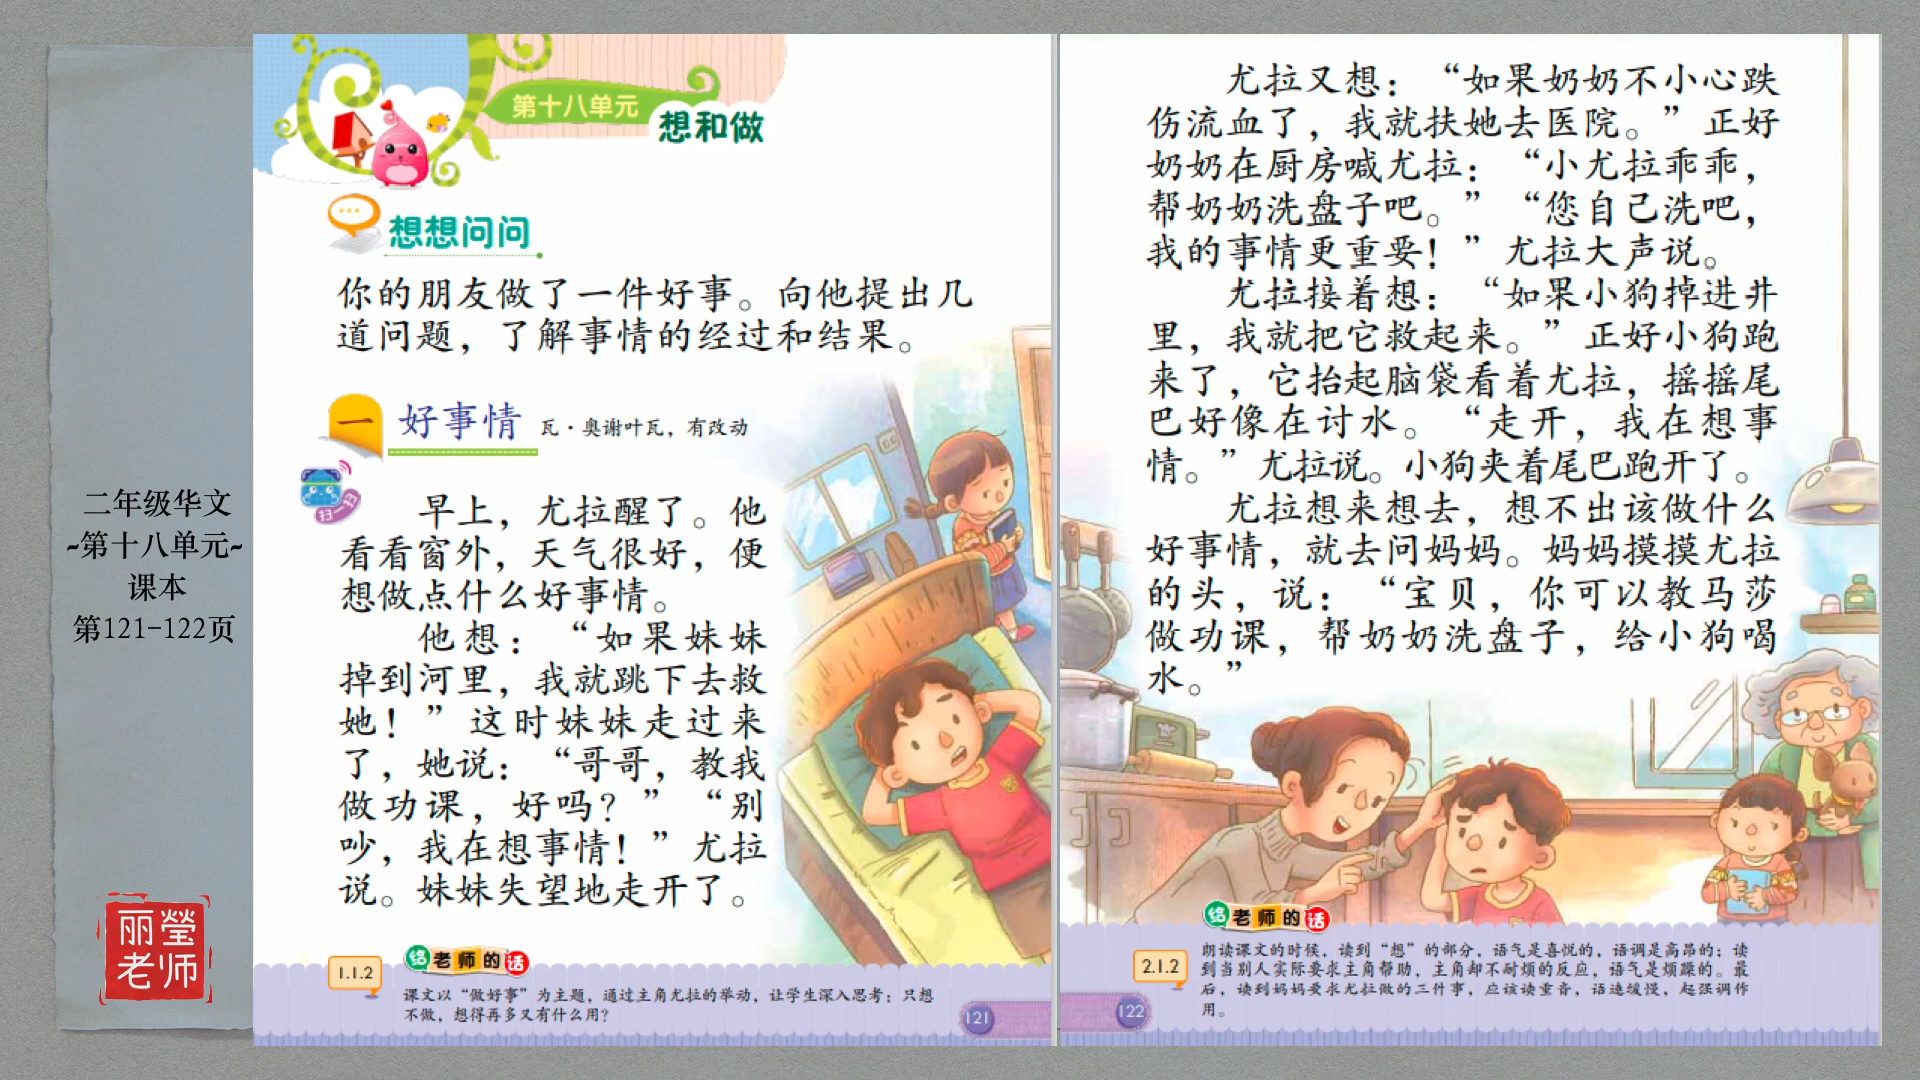 二年级华文
~第十八单元~
课本
第121-122页
丽瑩
老师
第十八单元
想和做
想想问问
你的朋友做了一件好事。向他提出几
道问题，了解事情的经过和结果。
一 好事情 瓦·奥谢叶瓦，有改动
扫一扫
早上，尤拉醒了。他
看看窗外，天气很好，便
想做点什么好事情。
他想：“如果妹妹
掉到河里，我就跳下去救
她！”这时妹妹走过来
了，她说：“哥哥，教我
做功课，好吗？”“别
吵，我在想事情！”尤拉
说。妹妹失望地走开了。
给老师的话
1.1.2
课文以“做好事”为主题，通过主角尤拉的举动，让学生深入思考：只想
不做，想得再多又有什么用？
121
尤拉又想：“如果奶奶不小心跌
伤流血了，我就扶她去医院。”正好
奶奶在厨房喊尤拉：“小尤拉乖乖，
帮奶奶洗盘子吧。”“您自己洗吧，
我的事情更重要！”尤拉大声说。
尤拉接着想：“如果小狗掉进井
里，我就把它救起来。”正好小狗跑
来了，它抬起脑袋看着尤拉，摇摇尾
巴好像在讨水。“走开，我在想事
情。”尤拉说。小狗夹着尾巴跑开了。
尤拉想来想去，想不出该做什么
好事情，就去问妈妈。妈妈摸摸尤拉
的头，说：“宝贝，你可以教马莎
做功课，帮奶奶洗盘子，给小狗喝
水。”
给老师的话
2.1.2
朗读课文的时候，读到“想”的部分，语气是喜悦的，语调是高昂的；读
到当别人实际要求主角帮助，主角却不耐烦的反应，语气是烦躁的。最
后，读到妈妈要求尤拉做的三件事，应该读重音，语速缓慢，起强调作
用。
122